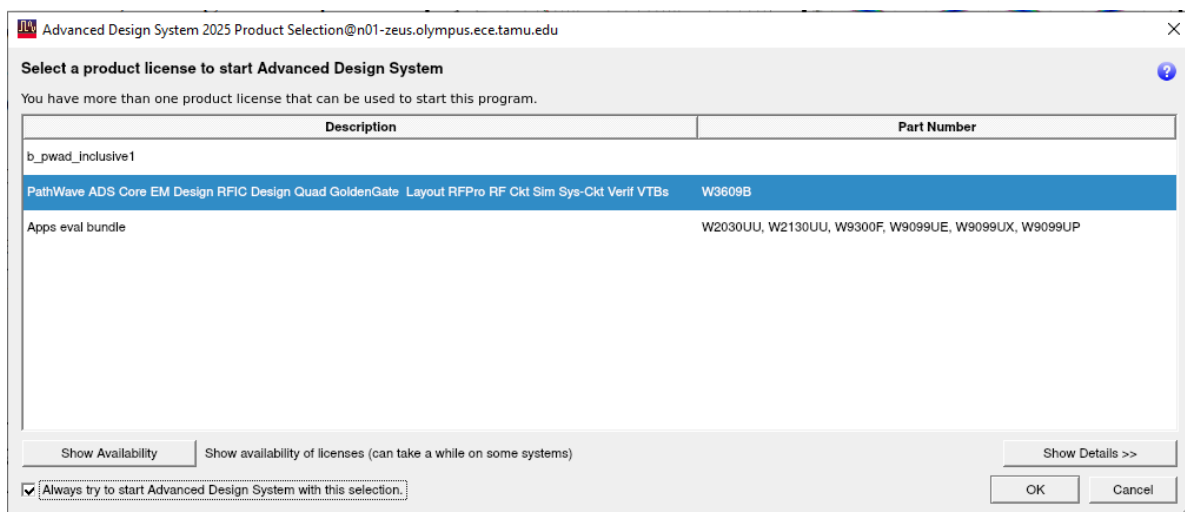 Advanced Design System 2025 Product Selection@n01-zeus.olympus.ece.tamu.edu
Select a product license to start Advanced Design System
You have more than one product license that can be used to start this program.
Description Part Number
b_pwad_inclusive1
PathWave ADS Core EM Design RFIC Design Quad GoldenGate Layout RFPro RF Ckt Sim Sys-Ckt Verif VTBs W3609B
Apps eval bundle W2030UU, W2130UU, W9300F, W9099UE, W9099UX, W9099UP
Show Availability Show availability of licenses (can take a while on some systems) Show Details >>
Always try to start Advanced Design System with this selection. OK Cancel